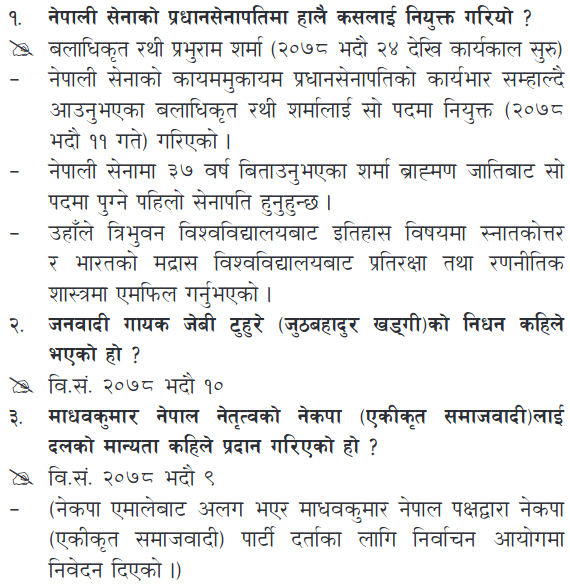 १. नेपाली सेनाको प्रधानसेनापतिमा हालै कसलाई नियुक्त गरियो ?
बलाधिकृत रथी प्रभुराम शर्मा (२०७८ भदौ २४ देखि कार्यकाल सुरु)
– नेपाली सेनाको कायममुकायम प्रधानसेनापतिको कार्यभार सम्हाल्दै
आउनुभएका बलाधिकृत रथी शर्मालाई सो पदमा नियुक्त (२०७८
भदौ ११ गते) गरिएको ।
– नेपाली सेनामा ३७ वर्ष बिताउनुभएका शर्मा ब्राह्मण जातिबाट सो
पदमा पुग्ने पहिलो सेनापति हुनुहुन्छ ।
– उहाँले त्रिभुवन विश्वविद्यालयबाट इतिहास विषयमा स्नातकोत्तर
र भारतको मद्रास विश्वविद्यालयबाट प्रतिरक्षा तथा रणनीतिक
शास्त्रमा एमफिल गर्नुभएको ।
२. जनवादी गायक जेबी टुहुरे (जुठबहादुर खड्गी)को निधन कहिले
भएको हो ?
वि.सं. २०७८ भदौ १०
३. माधवकुमार नेपाल नेतृत्वको नेकपा (एकीकृत समाजवादी)लाई
दलको मान्यता कहिले प्रदान गरिएको हो ?
वि.सं. २०७८ भदौ ९
– (नेकपा एमालेबाट अलग भएर माधवकुमार नेपाल पक्षद्वारा नेकपा
(एकीकृत समाजवादी) पार्टी दर्ताका लागि निर्वाचन आयोगमा
निवेदन दिएको ।)